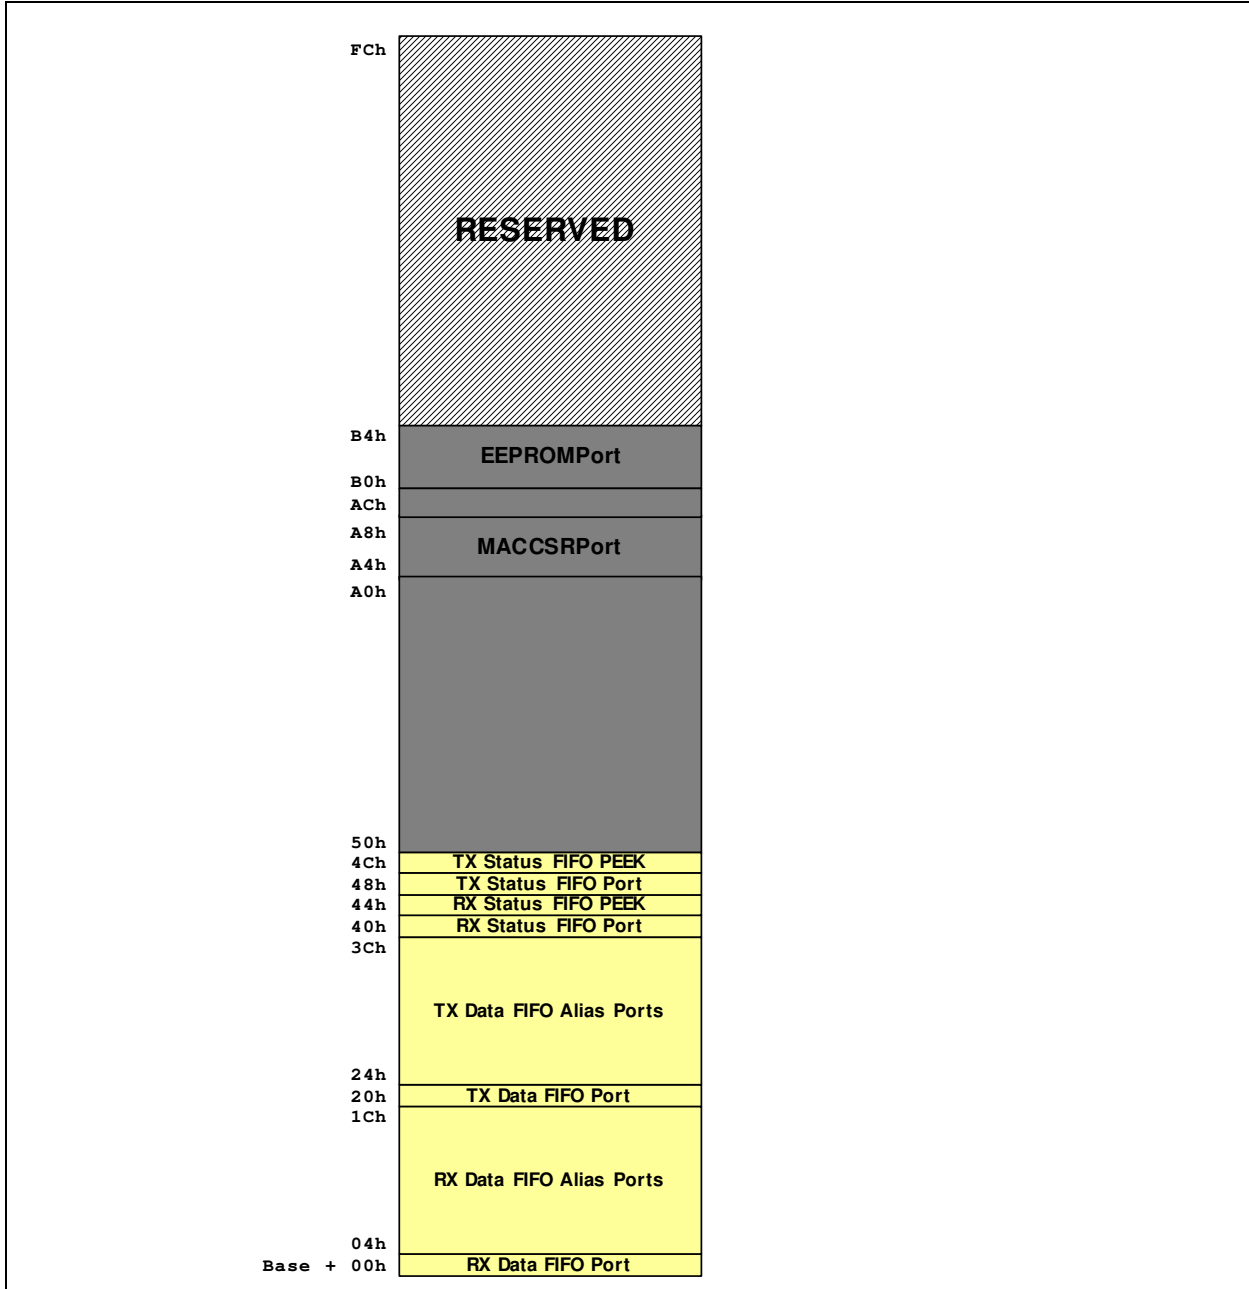 FCh
RESERVED
B4h
EEPROMPort
B0h
ACh
A8h
MACCSRPort
A4h
A0h
50h
4Ch TX Status FIFO PEEK
48h TX Status FIFO Port
44h RX Status FIFO PEEK
40h RX Status FIFO Port
3Ch
TX Data FIFO Alias Ports
24h
20h TX Data FIFO Port
1Ch
RX Data FIFO Alias Ports
04h
Base + 00h RX Data FIFO Port